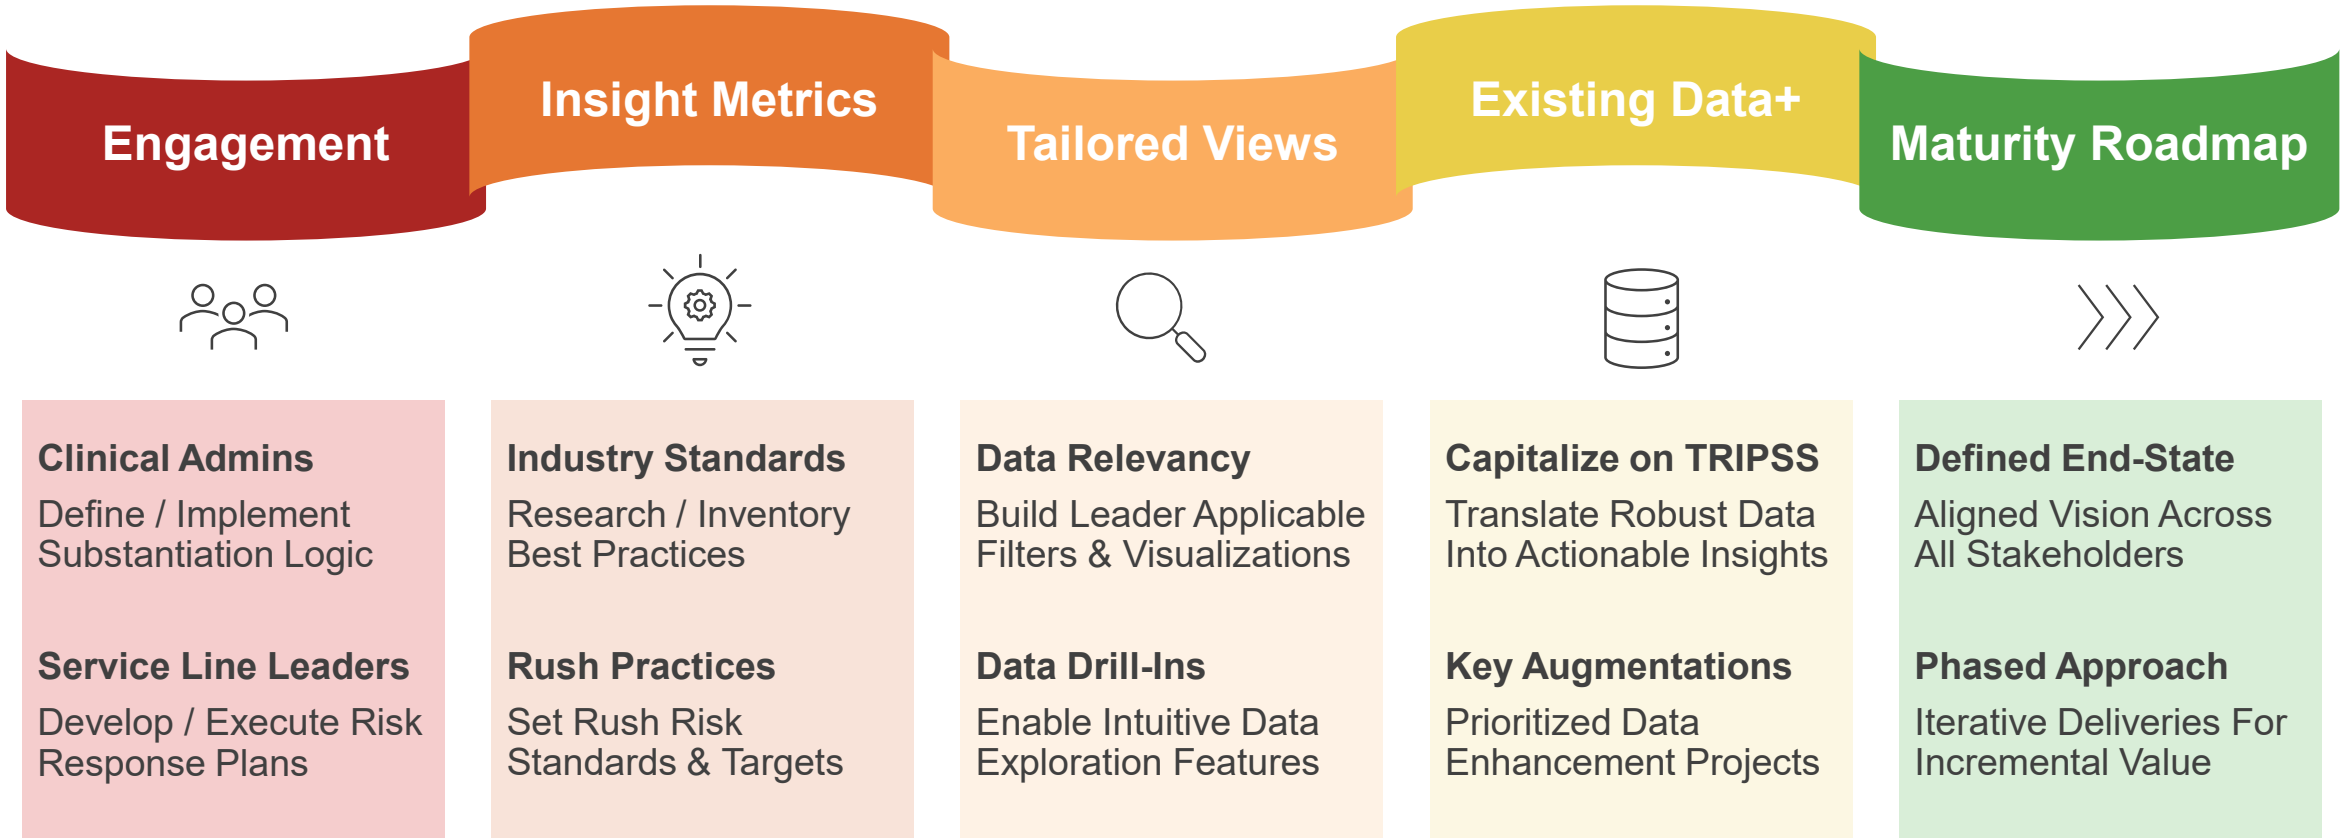 Engagement
Insight Metrics
Tailored Views
Existing Data+
Maturity Roadmap
Clinical Admins
Define / Implement
Substantiation Logic
Service Line Leaders
Develop / Execute Risk
Response Plans
Industry Standards
Research / Inventory
Best Practices
Rush Practices
Set Rush Risk
Standards & Targets
Data Relevancy
Build Leader Applicable
Filters & Visualizations
Data Drill-Ins
Enable Intuitive Data
Exploration Features
Capitalize on TRIPSS
Translate Robust Data
Into Actionable Insights
Key Augmentations
Prioritized Data
Enhancement Projects
Defined End-State
Aligned Vision Across
All Stakeholders
Phased Approach
Iterative Deliveries For
Incremental Value